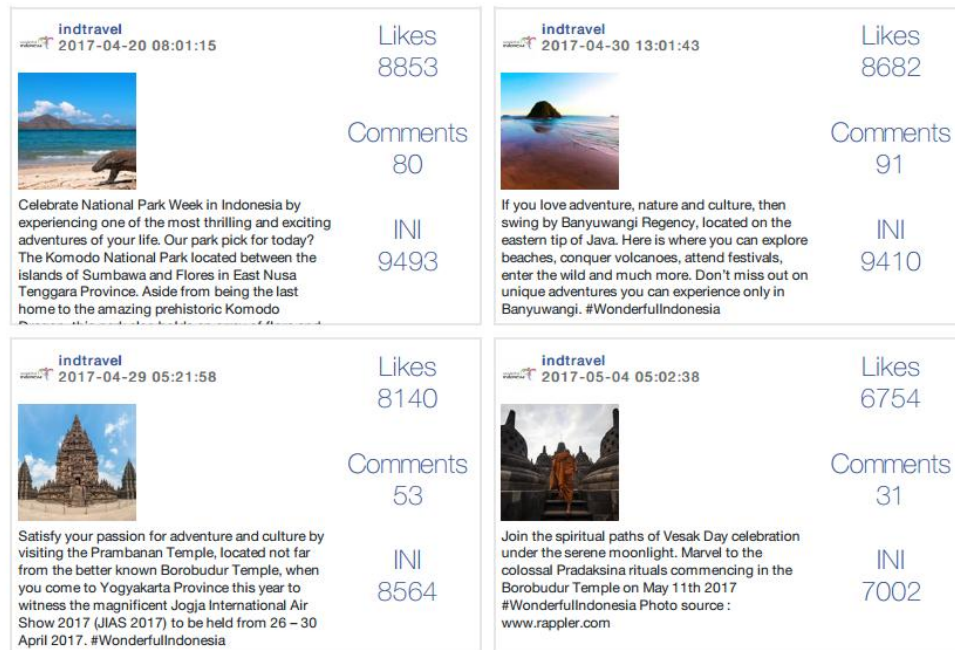 indtravel
2017-04-20 08:01:15
Likes
8853
Comments
80
INI
9493
Celebrate National Park Week in Indonesia by
experiencing one of the most thrilling and exciting
adventures of your life. Our park pick for today?
The Komodo National Park located between the
islands of Sumbawa and Flores in East Nusa
Tenggara Province. Aside from being the last
home to the amazing prehistoric Komodo
indtravel
2017-04-30 13:01:43
Likes
8682
Comments
91
INI
9410
If you love adventure, nature and culture, then
swing by Banyuwangi Regency, located on the
eastern tip of Java. Here is where you can explore
beaches, conquer volcanoes, attend festivals,
enter the wild and much more. Don't miss out on
unique adventures you can experience only in
Banyuwangi. #WonderfulIndonesia
indtravel
2017-04-29 05:21:58
Likes
8140
Comments
53
INI
8564
Satisfy your passion for adventure and culture by
visiting the Prambanan Temple, located not far
from the better known Borobudur Temple, when
you come to Yogyakarta Province this year to
witness the magnificent Jogja International Air
Show 2017 (JIAS 2017) to be held from 26 – 30
April 2017. #WonderfulIndonesia
indtravel
2017-05-04 05:02:38
Likes
6754
Comments
31
INI
7002
Join the spiritual paths of Vesak Day celebration
under the serene moonlight. Marvel to the
colossal Pradaksina rituals commencing in the
Borobudur Temple on May 11th 2017
#WonderfulIndonesia Photo source :
www.rappler.com